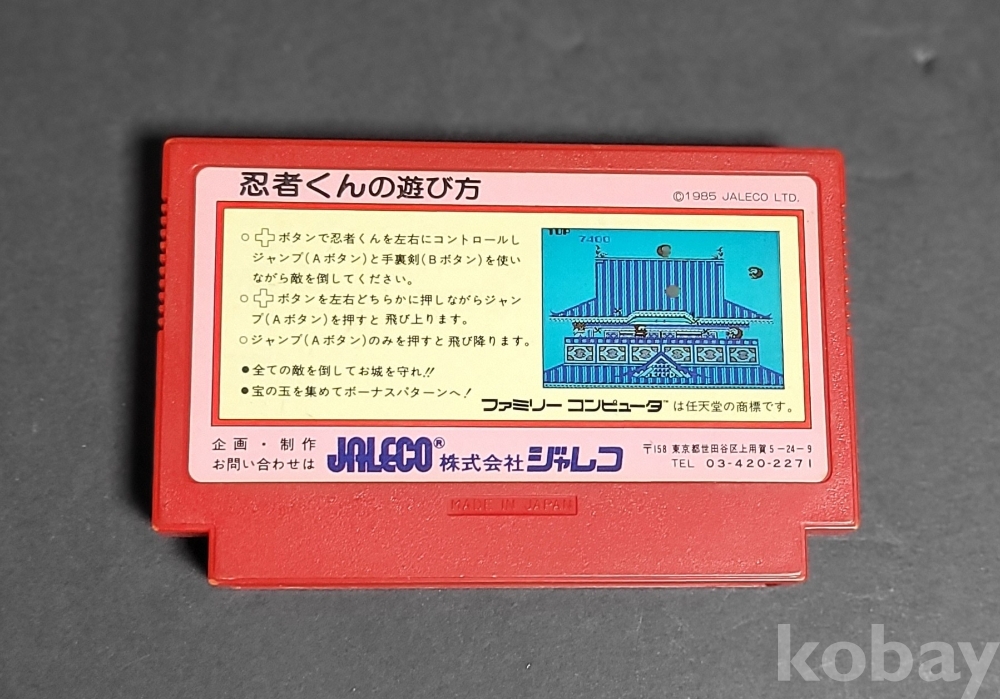 忍者くんの遊び方
©1985 JALECO LTD.
○✚ボタンで忍者くんを左右にコントロールし
ジャンプ(Aボタン)と手裏剣(Bボタン)を使い
ながら敵を倒してください。
○✚ボタンを左右どちらかに押しながらジャン
プ(Aボタン)を押すと飛び上ります。
○ジャンプ(Aボタン)のみを押すと飛び降ります。
●全ての敵を倒してお城を守れ!!
●宝の玉を集めてボーナスパターンへ!
TOP
7400
ファミリーコンピュータ™は任天堂の商標です。
企画・制作
お問い合わせは
JALECO® 株式会社ジャレコ
〒158 東京都世田谷区上用賀5-24-9
TEL 03-420-2271
MADE IN JAPAN
kobay